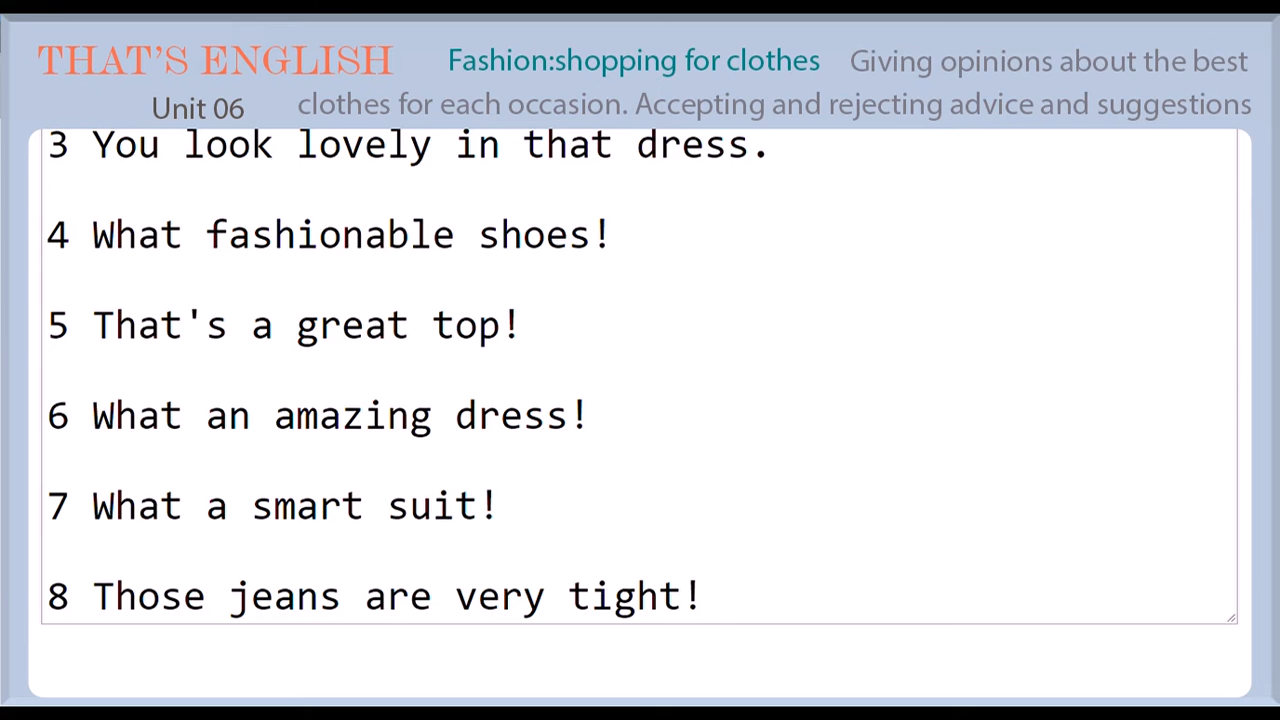 THAT'S ENGLISH
Fashion:shopping for clothes
Giving opinions about the best
Unit 06
clothes for each occasion. Accepting and rejecting advice and suggestions
3 You look lovely in that dress.
4 What fashionable shoes!
5 That's a great top!
6 What an amazing dress!
7 What a smart suit!
8 Those jeans are very tight!